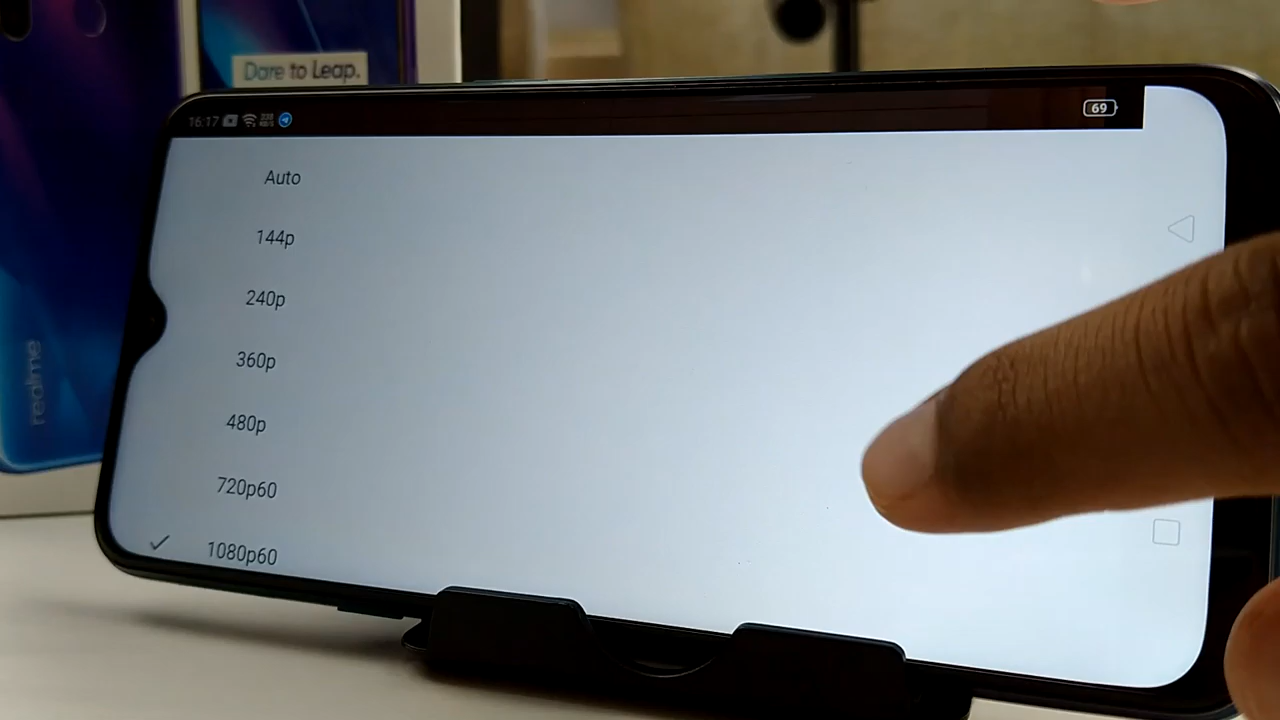 Dare to Leap.
realme
16:17
69
Auto
144p
240p
360p
480p
720p60
1080p60